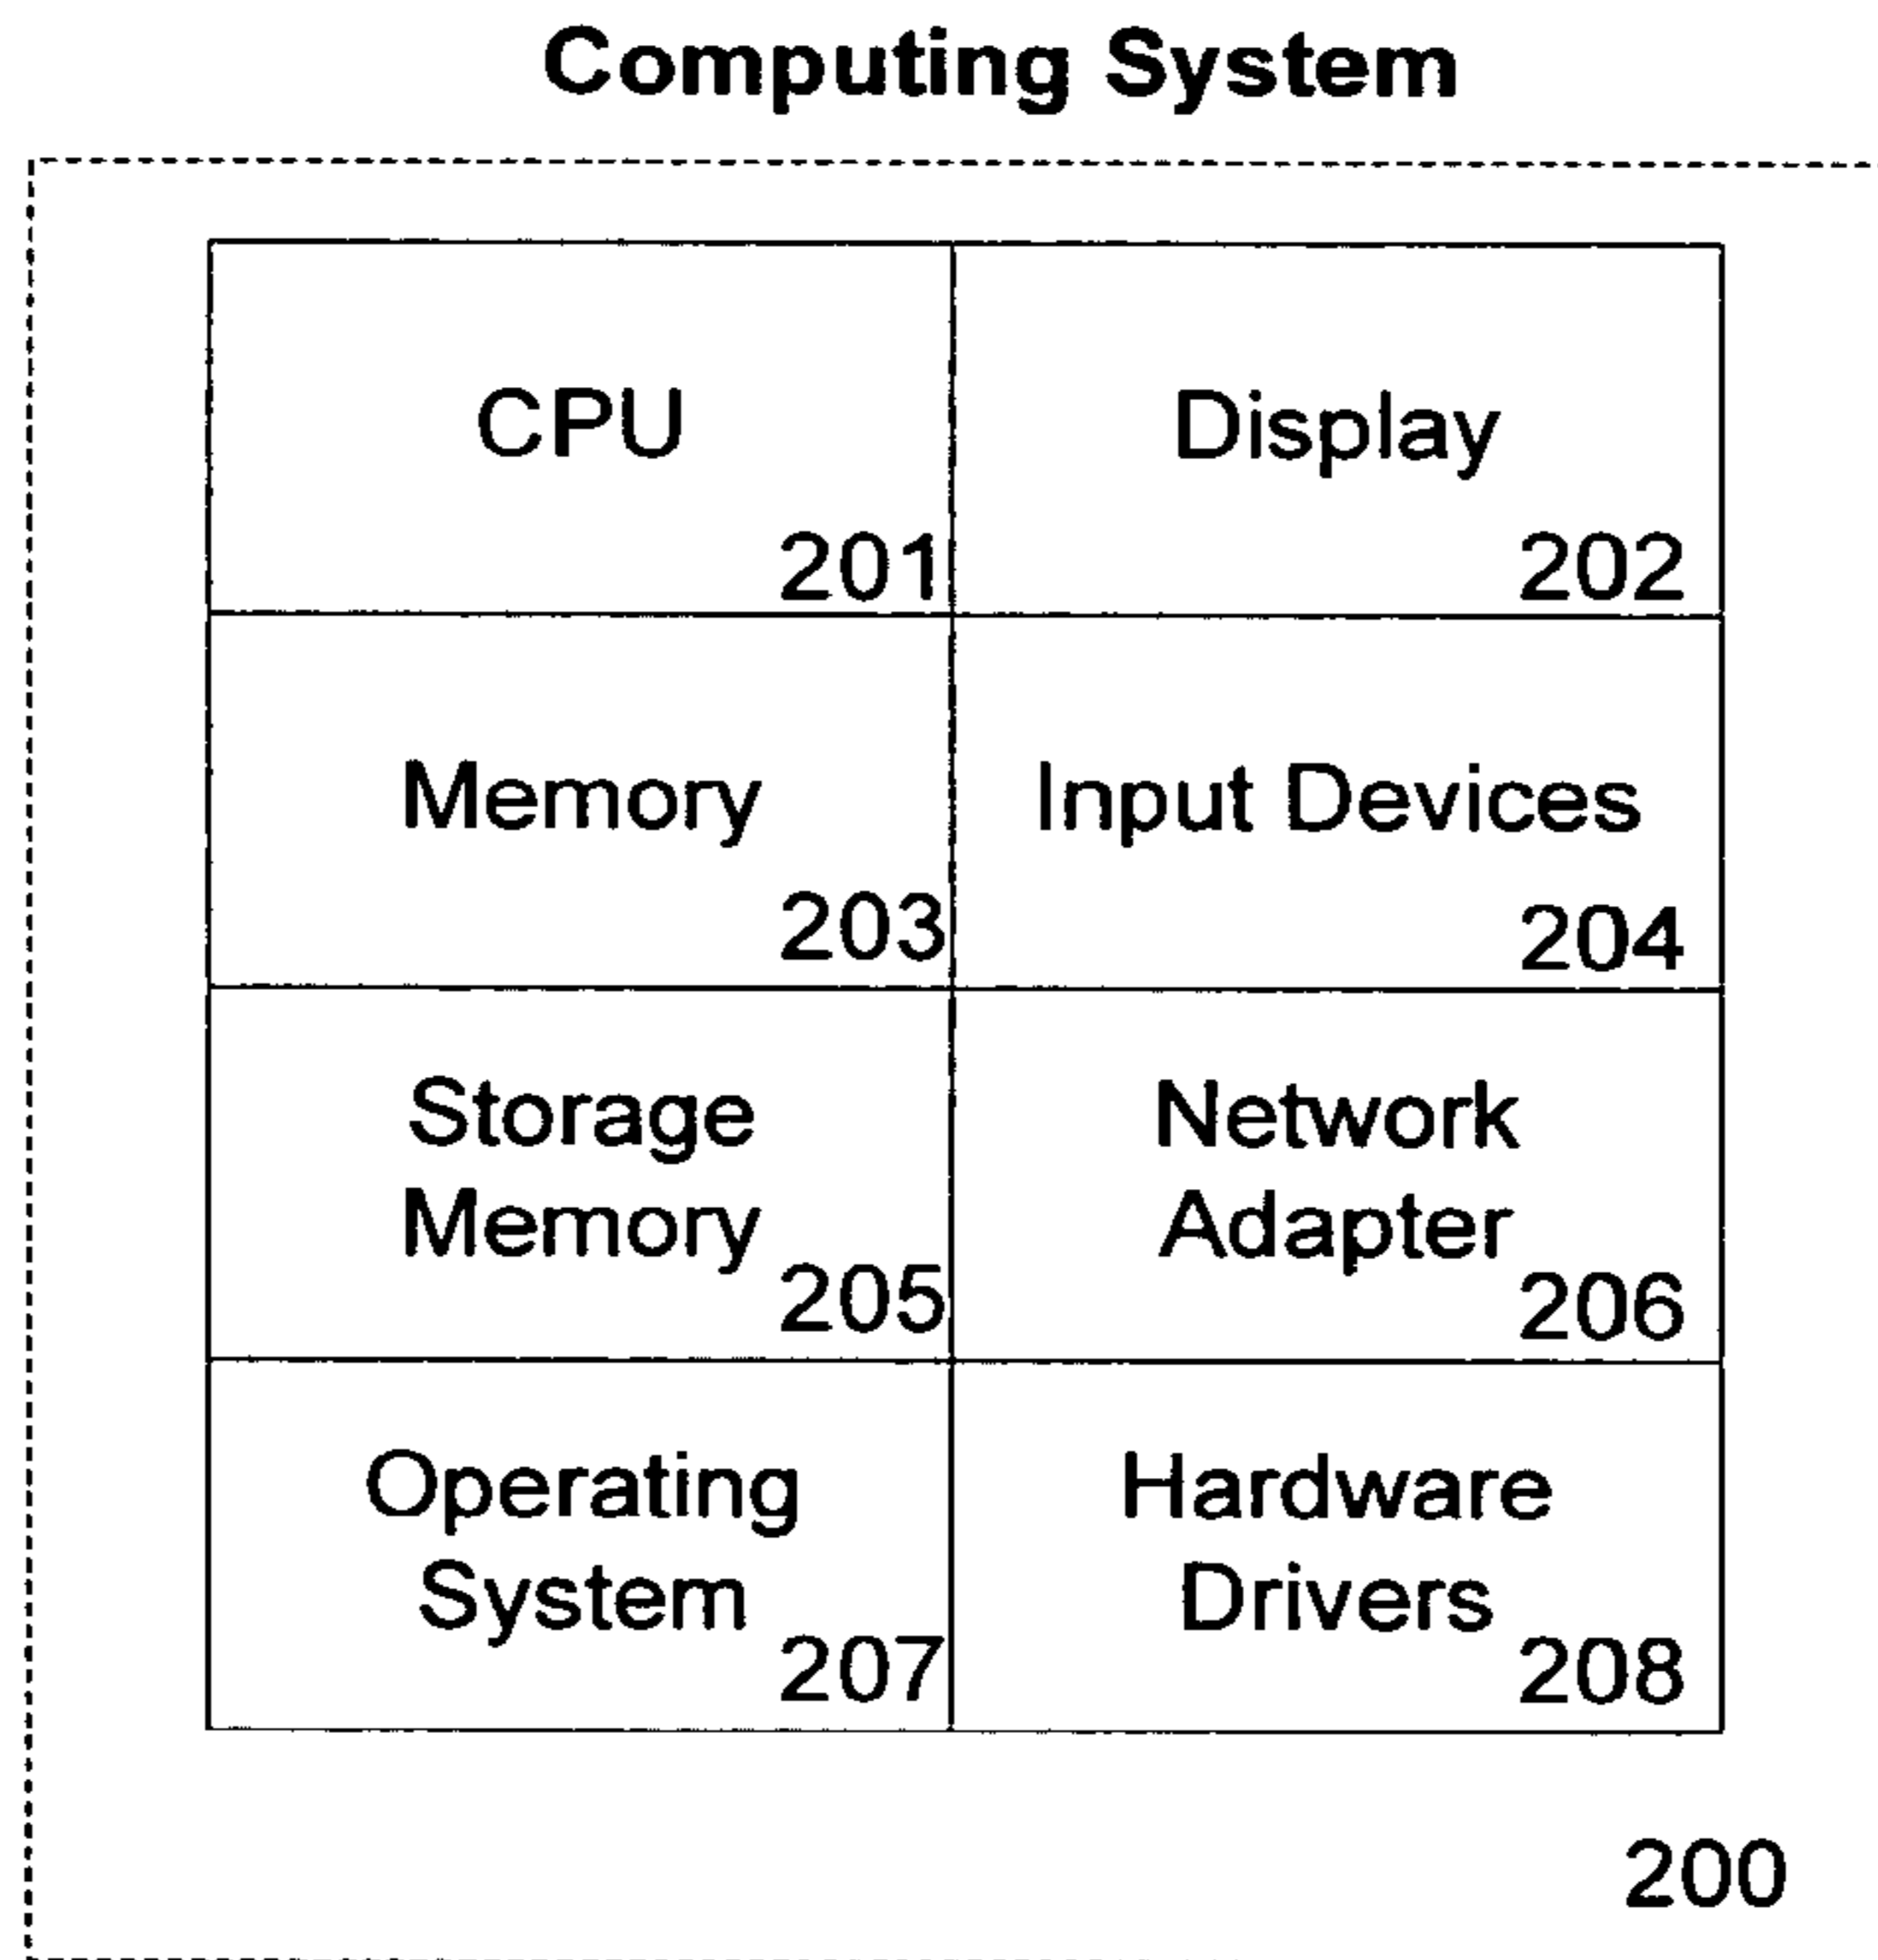 Computing System
CPU
201
Display
202
Memory
203
Input Devices
204
Storage
Memory
205
Network
Adapter
206
Operating
System
207
Hardware
Drivers
208
200